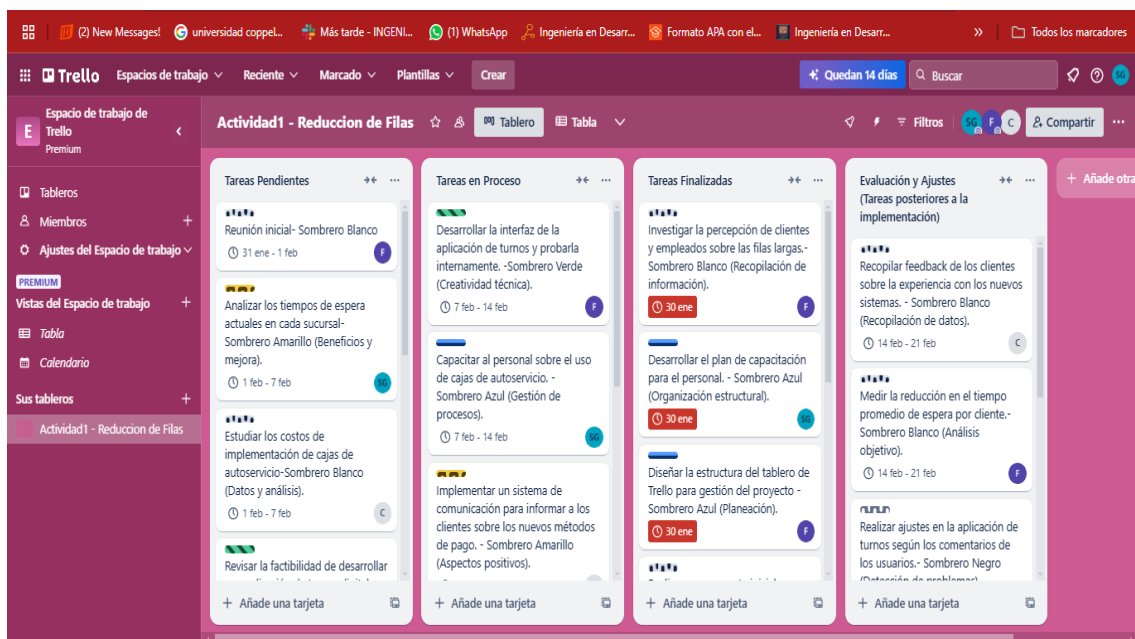 (2) New Messages!
universidad coppel...
Más tarde - INGENI...
(1) WhatsApp
Ingeniería en Desarr...
Formato APA con el...
Ingeniería en Desarr...
»
Todos los marcadores
Trello
Espacios de trabajo
Reciente
Marcado
Plantillas
Crear
Quedan 14 días
Buscar
SG
E
Espacio de trabajo de
Trello
Premium
Tableros
Miembros
Ajustes del Espacio de trabajo
PREMIUM
Vistas del Espacio de trabajo
Tabla
Calendario
Sus tableros
Actividad1 - Reduccion de Filas
Actividad1 - Reduccion de Filas
Tablero
Tabla
Filtros
SG
F
C
Compartir
Tareas Pendientes
Reunión inicial- Sombrero Blanco
31 ene - 1 feb
F
Analizar los tiempos de espera
actuales en cada sucursal-
Sombrero Amarillo (Beneficios y
mejora).
1 feb - 7 feb
SG
Estudiar los costos de
implementación de cajas de
autoservicio-Sombrero Blanco
(Datos y análisis).
1 feb - 7 feb
C
Revisar la factibilidad de desarrollar
+ Añade una tarjeta
Tareas en Proceso
Desarrollar la interfaz de la
aplicación de turnos y probarla
internamente. -Sombrero Verde
(Creatividad técnica).
7 feb - 14 feb
F
Capacitar al personal sobre el uso
de cajas de autoservicio. -
Sombrero Azul (Gestión de
procesos).
7 feb - 14 feb
SG
Implementar un sistema de
comunicación para informar a los
clientes sobre los nuevos métodos
de pago. - Sombrero Amarillo
(Aspectos positivos).
+ Añade una tarjeta
Tareas Finalizadas
Investigar la percepción de clientes
y empleados sobre las filas largas.-
Sombrero Blanco (Recopilación de
información).
30 ene
F
Desarrollar el plan de capacitación
para el personal. - Sombrero Azul
(Organización estructural).
30 ene
SG
Diseñar la estructura del tablero de
Trello para gestión del proyecto -
Sombrero Azul (Planeación).
30 ene
F
+ Añade una tarjeta
Evaluación y Ajustes
(Tareas posteriores a la
implementación)
Recopilar feedback de los clientes
sobre la experiencia con los nuevos
sistemas. - Sombrero Blanco
(Recopilación de datos).
14 feb - 21 feb
C
Medir la reducción en el tiempo
promedio de espera por cliente.-
Sombrero Blanco (Análisis
objetivo).
14 feb - 21 feb
F
Realizar ajustes en la aplicación de
turnos según los comentarios de
los usuarios.- Sombrero Negro
(Detección de problemas)
+ Añade una tarjeta
+ Añade otra